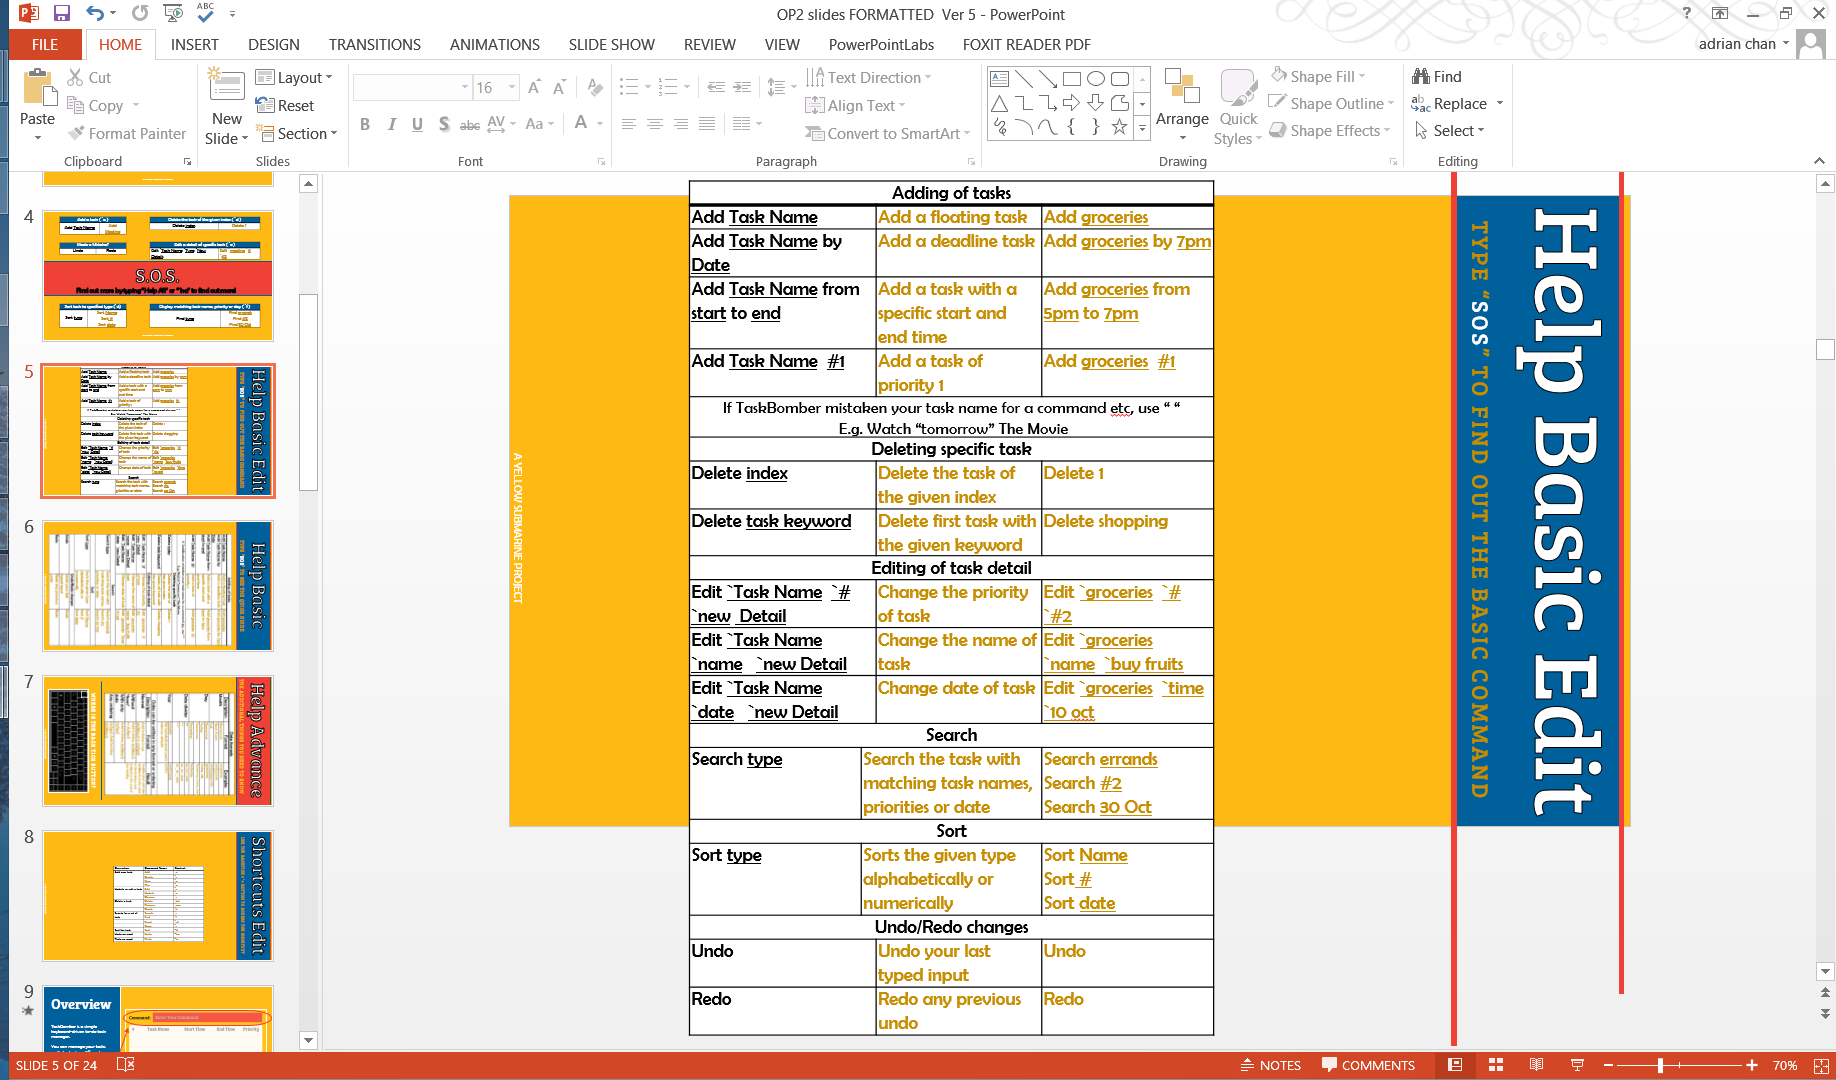 OP2 slides FORMATTED  Ver 5 - PowerPoint
FILE
HOME
INSERT
DESIGN
TRANSITIONS
ANIMATIONS
SLIDE SHOW
REVIEW
VIEW
PowerPointLabs
FOXIT READER PDF
adrian chan
Paste
Cut
Copy
Format Painter
Clipboard
New Slide
Layout
Reset
Section
Slides
16
Font
Text Direction
Align Text
Convert to SmartArt
Paragraph
Arrange
Quick Styles
Shape Fill
Shape Outline
Shape Effects
Drawing
Find
Replace
Select
Editing
4
S.O.S.
5
Help Basic Edit
6
Help Basic
7
Help Advance
8
Shortcuts Edit
9
Overview
Adding of tasks
Add Task Name
Add a floating task
Add groceries
Add Task Name by Date
Add a deadline task
Add groceries by 7pm
Add Task Name from start to end
Add a task with a specific start and end time
Add groceries from 5pm to 7pm
Add Task Name  #1
Add a task of priority 1
Add groceries  #1
If TaskBomber mistaken your task name for a command etc, use “ “
E.g. Watch “tomorrow” The Movie
Deleting specific task
Delete index
Delete the task of the given index
Delete 1
Delete task keyword
Delete first task with the given keyword
Delete shopping
Editing of task detail
Edit `Task Name  `# `new  Detail
Change the priority of task
Edit `groceries  `# `#2
Edit `Task Name `name   `new Detail
Change the name of task
Edit `groceries `name  `buy fruits
Edit `Task Name `date   `new Detail
Change date of task
Edit `groceries  `time `10 oct
Search
Search type
Search the task with matching task names, priorities or date
Search errands
Search #2
Search 30 Oct
Sort
Sort type
Sorts the given type alphabetically or numerically
Sort Name
Sort #
Sort date
Undo/Redo changes
Undo
Undo your last typed input
Undo
Redo
Redo any previous undo
Redo
A YELLOW SUBMARINE PROJECT
Help Basic Edit
TYPE “SOS” TO FIND OUT THE BASIC COMMAND
SLIDE 5 OF 24
NOTES
COMMENTS
70%